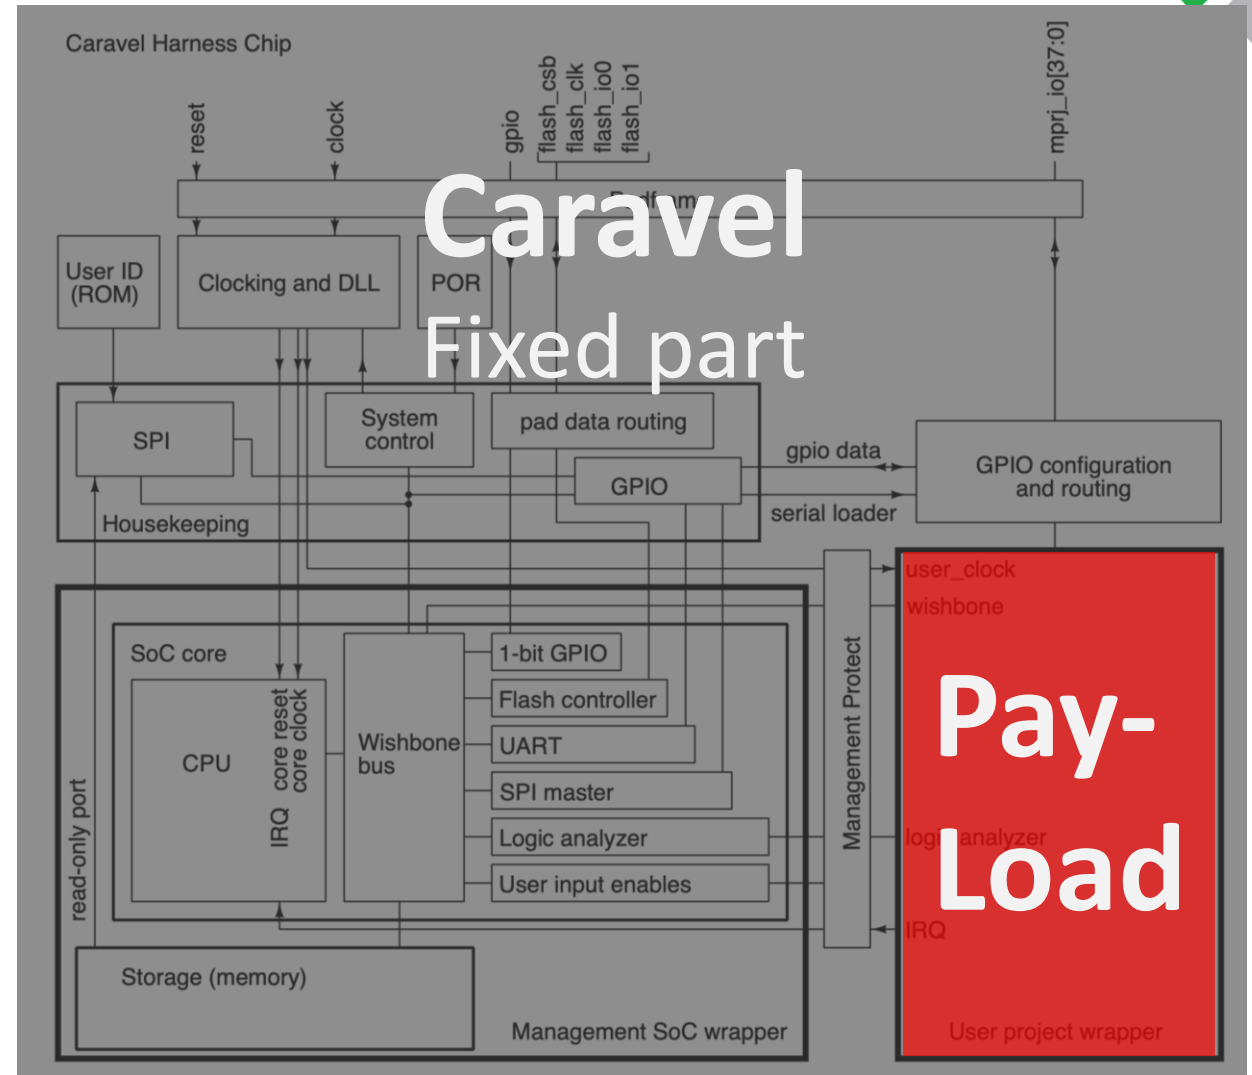 Caravel Harness Chip
reset
clock
gpio
flash_csb
flash_clk
flash_io0
flash_io1
mprj_io[37:0]
Caravel
Fixed part
User ID
(ROM)
Clocking and DLL
POR
SPI
System
control
pad data routing
GPIO
gpio data
serial loader
GPIO configuration
and routing
Housekeeping
user_clock
wishbone
SoC core
CPU
core reset
core clock
IRQ
Wishbone
bus
1-bit GPIO
Flash controller
UART
SPI master
Logic analyzer
User input enables
Management Protect
Pay-
Load
logic analyzer
IRQ
read-only port
Storage (memory)
Management SoC wrapper
User project wrapper